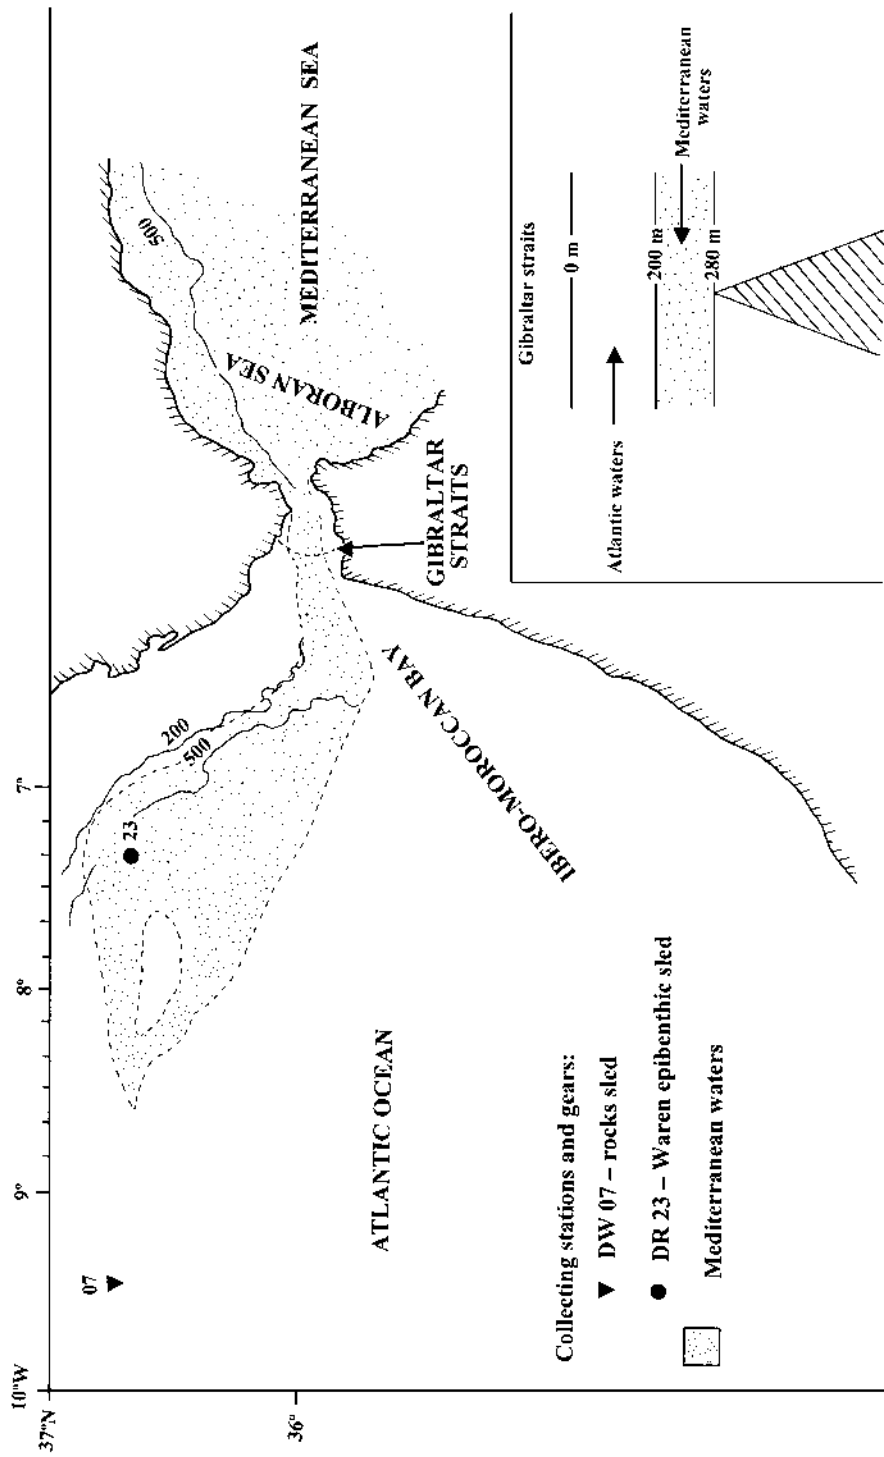 10°W
9°
8°
7°
37°N
36°
07
23
200
500
500
MEDITERRANEAN SEA
ALBORAN SEA
GIBRALTAR
STRAITS
IBERO-MOROCCAN BAY
ATLANTIC OCEAN
Collecting stations and gears:
DW 07 – rocks sled
DR 23 – Waren epibenthic sled
Mediterranean waters
Gibraltar straits
0 m
Atlantic waters
200 m
280 m
Mediterranean
waters